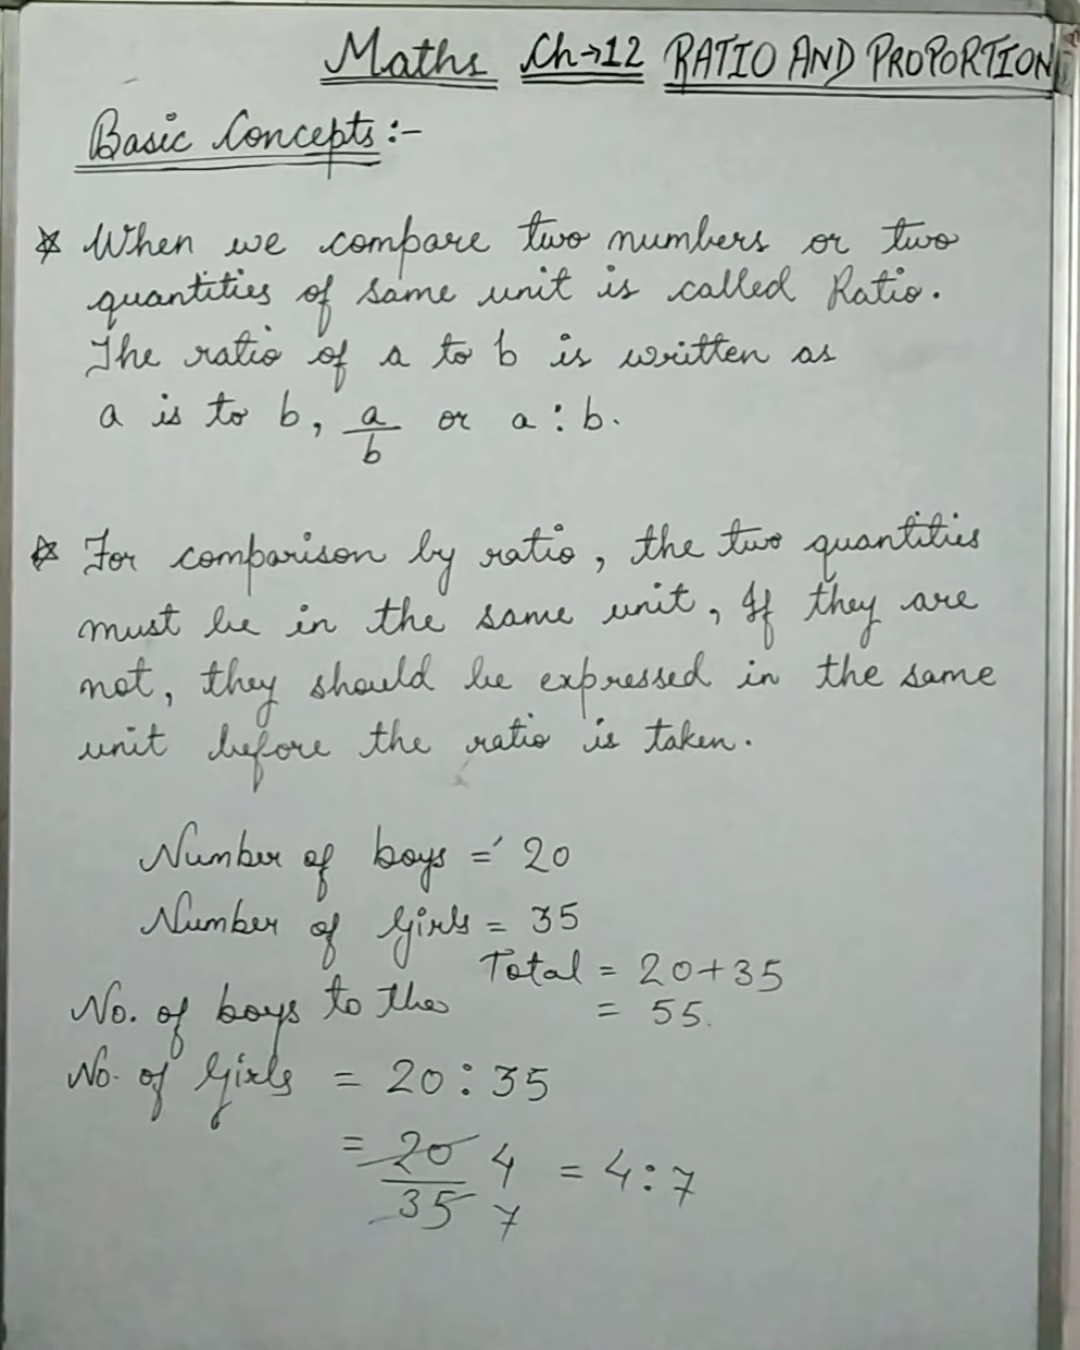 Maths Ch→12 RATIO AND PROPORTION
Basic Concepts :-
☆ When we compare two numbers or two
quantities of same unit is called Ratio.
The ratio of a to b is written as
a is to b, a/b or a : b.
☆ For comparison by ratio, the two quantities
must be in the same unit, If they are
not, they should be expressed in the same
unit before the ratio is taken.
Number of boys = 20
Number of Girls = 35
Total = 20+35
= 55.
No. of boys to the
No. of Girls = 20 : 35
= 20/35 4/7 = 4 : 7